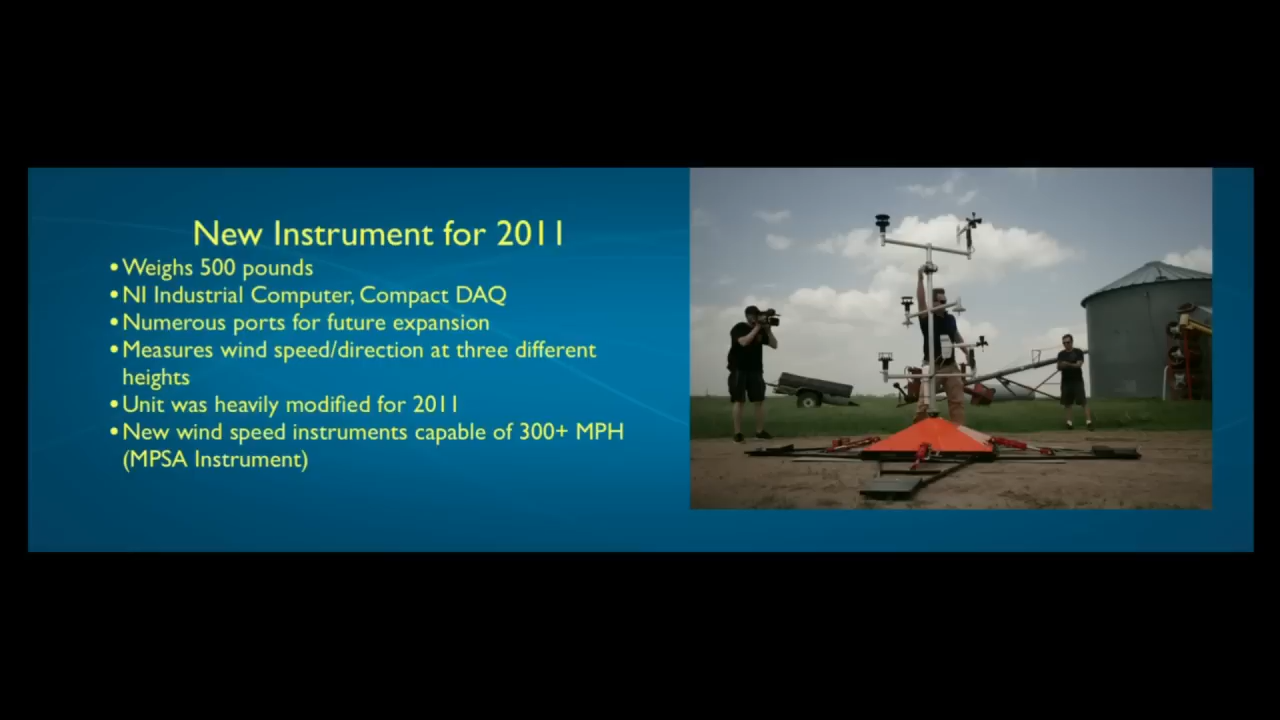 New Instrument for 2011
•Weighs 500 pounds
•NI Industrial Computer, Compact DAQ
•Numerous ports for future expansion
•Measures wind speed/direction at three different
heights
•Unit was heavily modified for 2011
•New wind speed instruments capable of 300+ MPH
(MPSA Instrument)